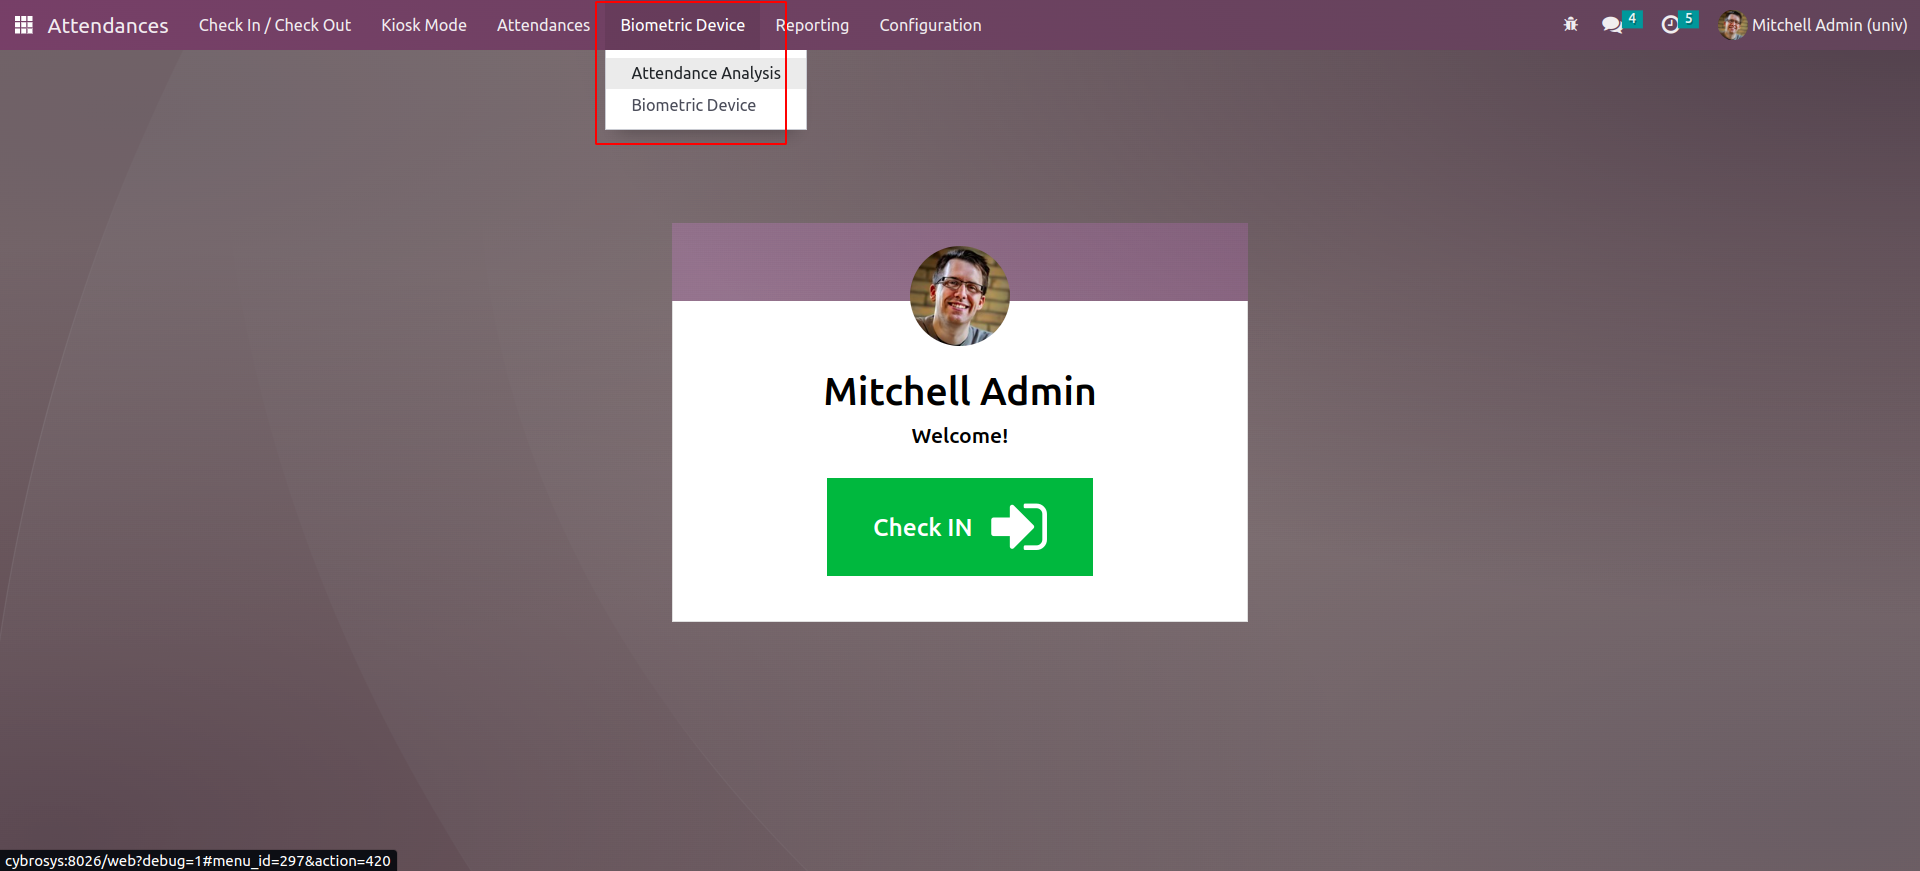 Attendances Check In / Check Out Kiosk Mode Attendances Biometric Device Reporting Configuration 4 5 Mitchell Admin (univ)
Attendance Analysis
Biometric Device
Mitchell Admin
Welcome!
Check IN
cybrosys:8026/web?debug=1#menu_id=297&action=420